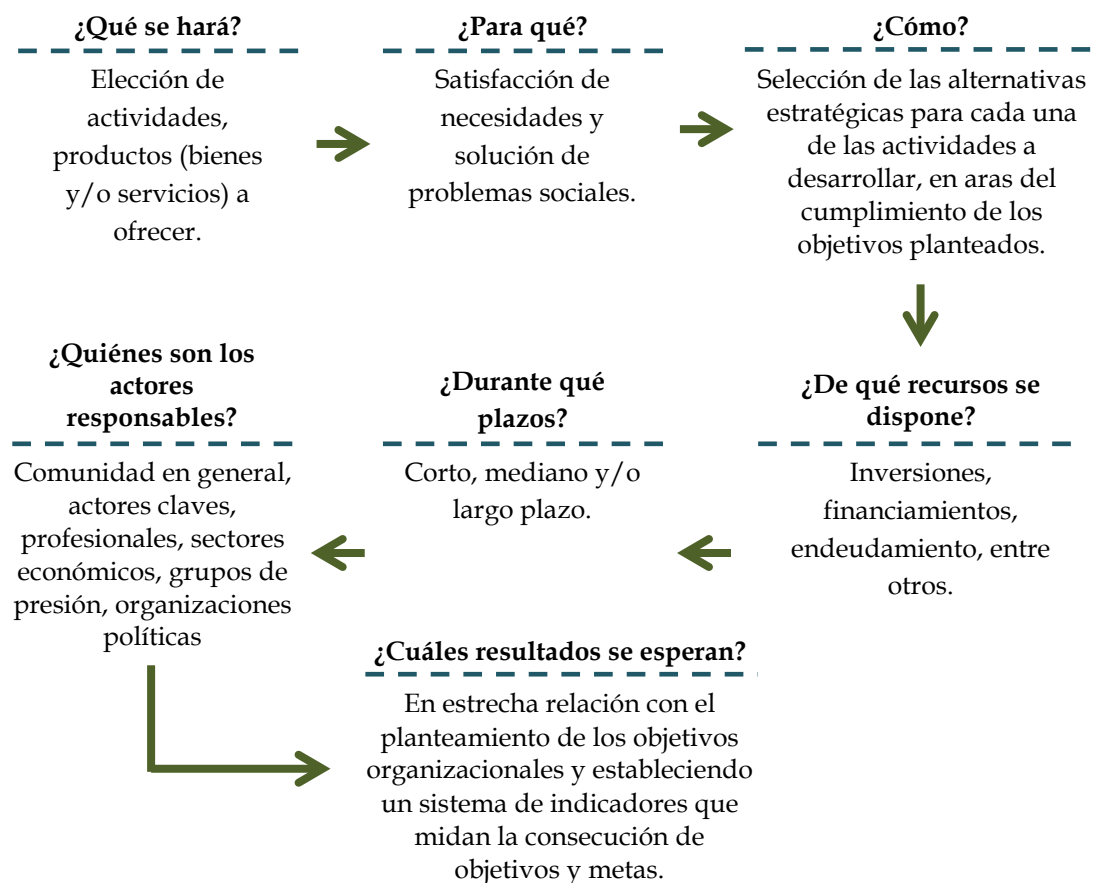 ¿Qué se hará?
Elección de
actividades,
productos (bienes
y/o servicios) a
ofrecer.
¿Para qué?
Satisfacción de
necesidades y
solución de
problemas sociales.
¿Cómo?
Selección de las alternativas
estratégicas para cada una
de las actividades a
desarrollar, en aras del
cumplimiento de los
objetivos planteados.
¿De qué recursos se
dispone?
Inversiones,
financiamientos,
endeudamiento, entre
otros.
¿Durante qué
plazos?
Corto, mediano y/o
largo plazo.
¿Quiénes son los
actores
responsables?
Comunidad en general,
actores claves,
profesionales, sectores
económicos, grupos de
presión, organizaciones
políticas
¿Cuáles resultados se esperan?
En estrecha relación con el
planteamiento de los objetivos
organizacionales y estableciendo
un sistema de indicadores que
midan la consecución de
objetivos y metas.